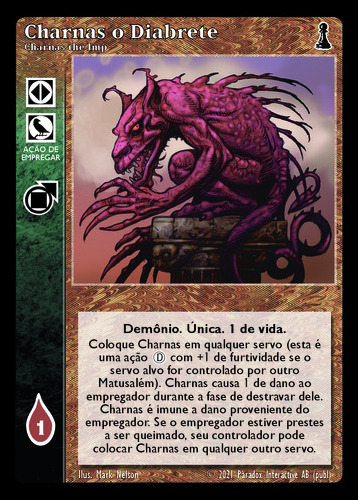 Charnas o Diabrete
Charnas the Imp
AÇÃO DE
EMPREGAR
Demônio. Única. 1 de vida.
Coloque Charnas em qualquer servo (esta é
uma ação Ⓓ com +1 de furtividade se o
servo alvo for controlado por outro
Matusalém). Charnas causa 1 de dano ao
empregador durante a fase de destravar dele.
Charnas é imune a dano proveniente do
empregador. Se o empregador estiver prestes
a ser queimado, seu controlador pode
colocar Charnas em qualquer outro servo.
1
Ilus. Mark Nelson © 2021 Paradox Interactive AB (publ)